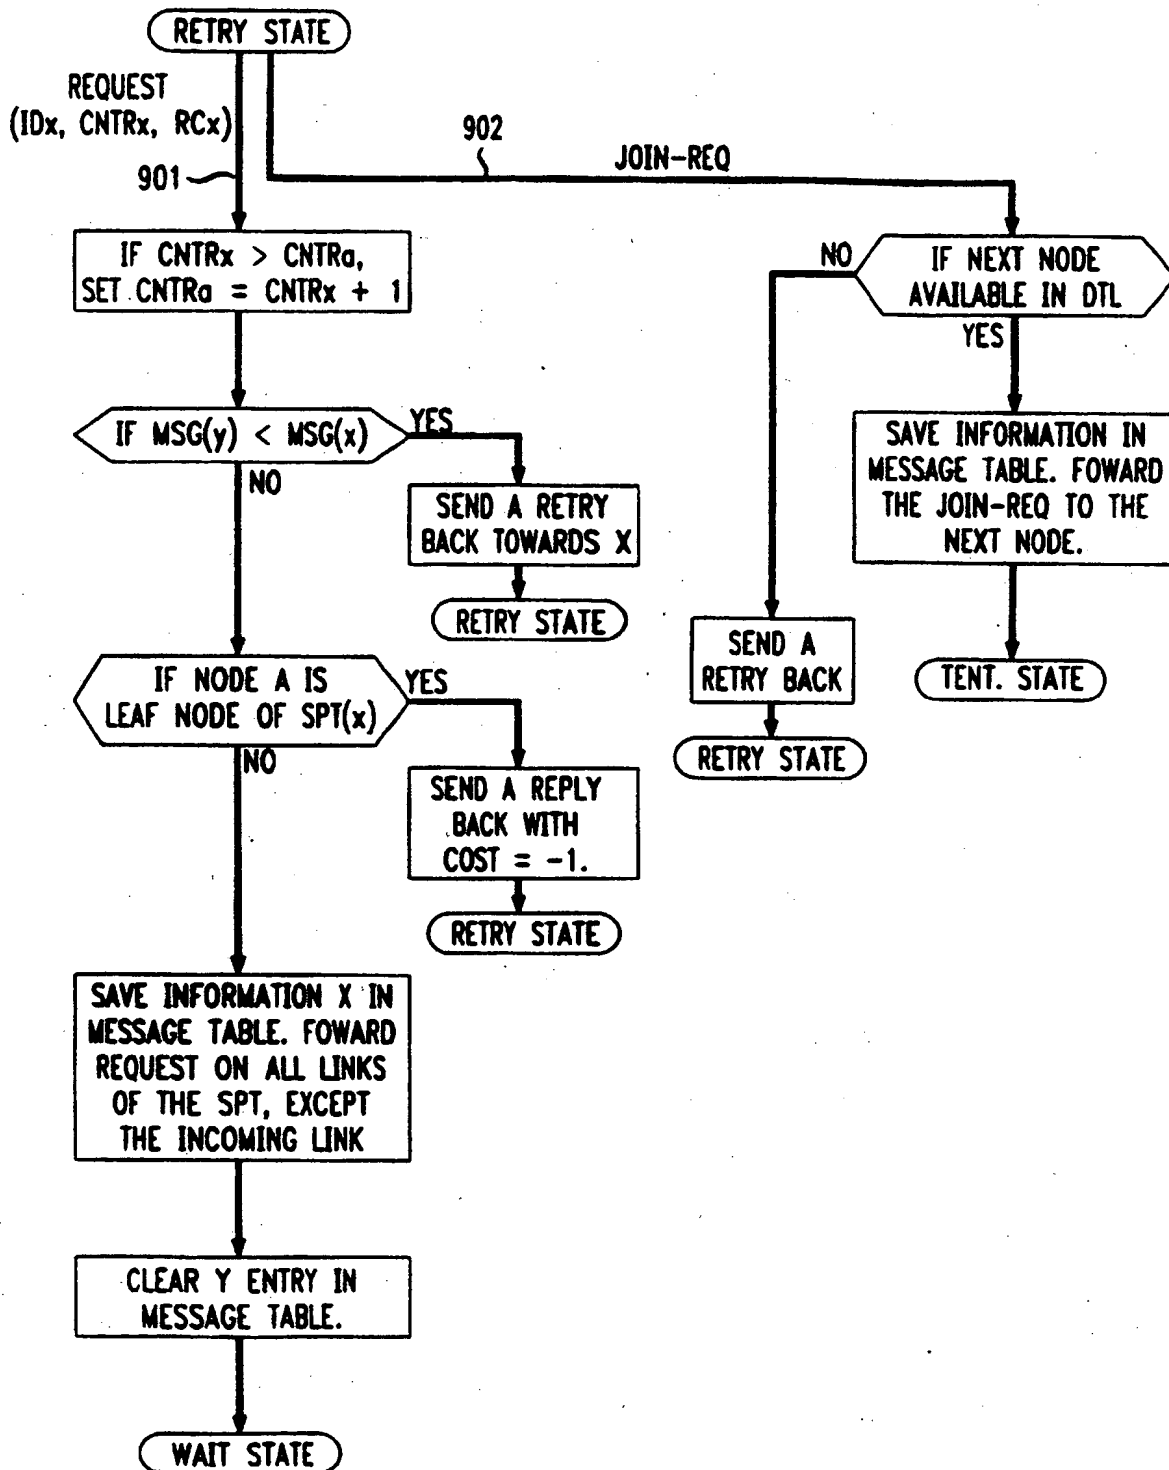 RETRY STATE
REQUEST
(IDx, CNTRx, RCx)
901
902
JOIN-REQ
IF CNTRx > CNTRa,
SET CNTRa = CNTRx + 1
NO
IF NEXT NODE
AVAILABLE IN DTL
YES
IF MSG(y) < MSG(x)
YES
NO
SEND A RETRY
BACK TOWARDS X
RETRY STATE
SAVE INFORMATION IN
MESSAGE TABLE. FOWARD
THE JOIN-REQ TO THE
NEXT NODE.
SEND A
RETRY BACK
RETRY STATE
TENT. STATE
IF NODE A IS
LEAF NODE OF SPT(x)
YES
NO
SEND A REPLY
BACK WITH
COST = -1.
RETRY STATE
SAVE INFORMATION X IN
MESSAGE TABLE. FOWARD
REQUEST ON ALL LINKS
OF THE SPT, EXCEPT
THE INCOMING LINK
CLEAR Y ENTRY IN
MESSAGE TABLE.
WAIT STATE